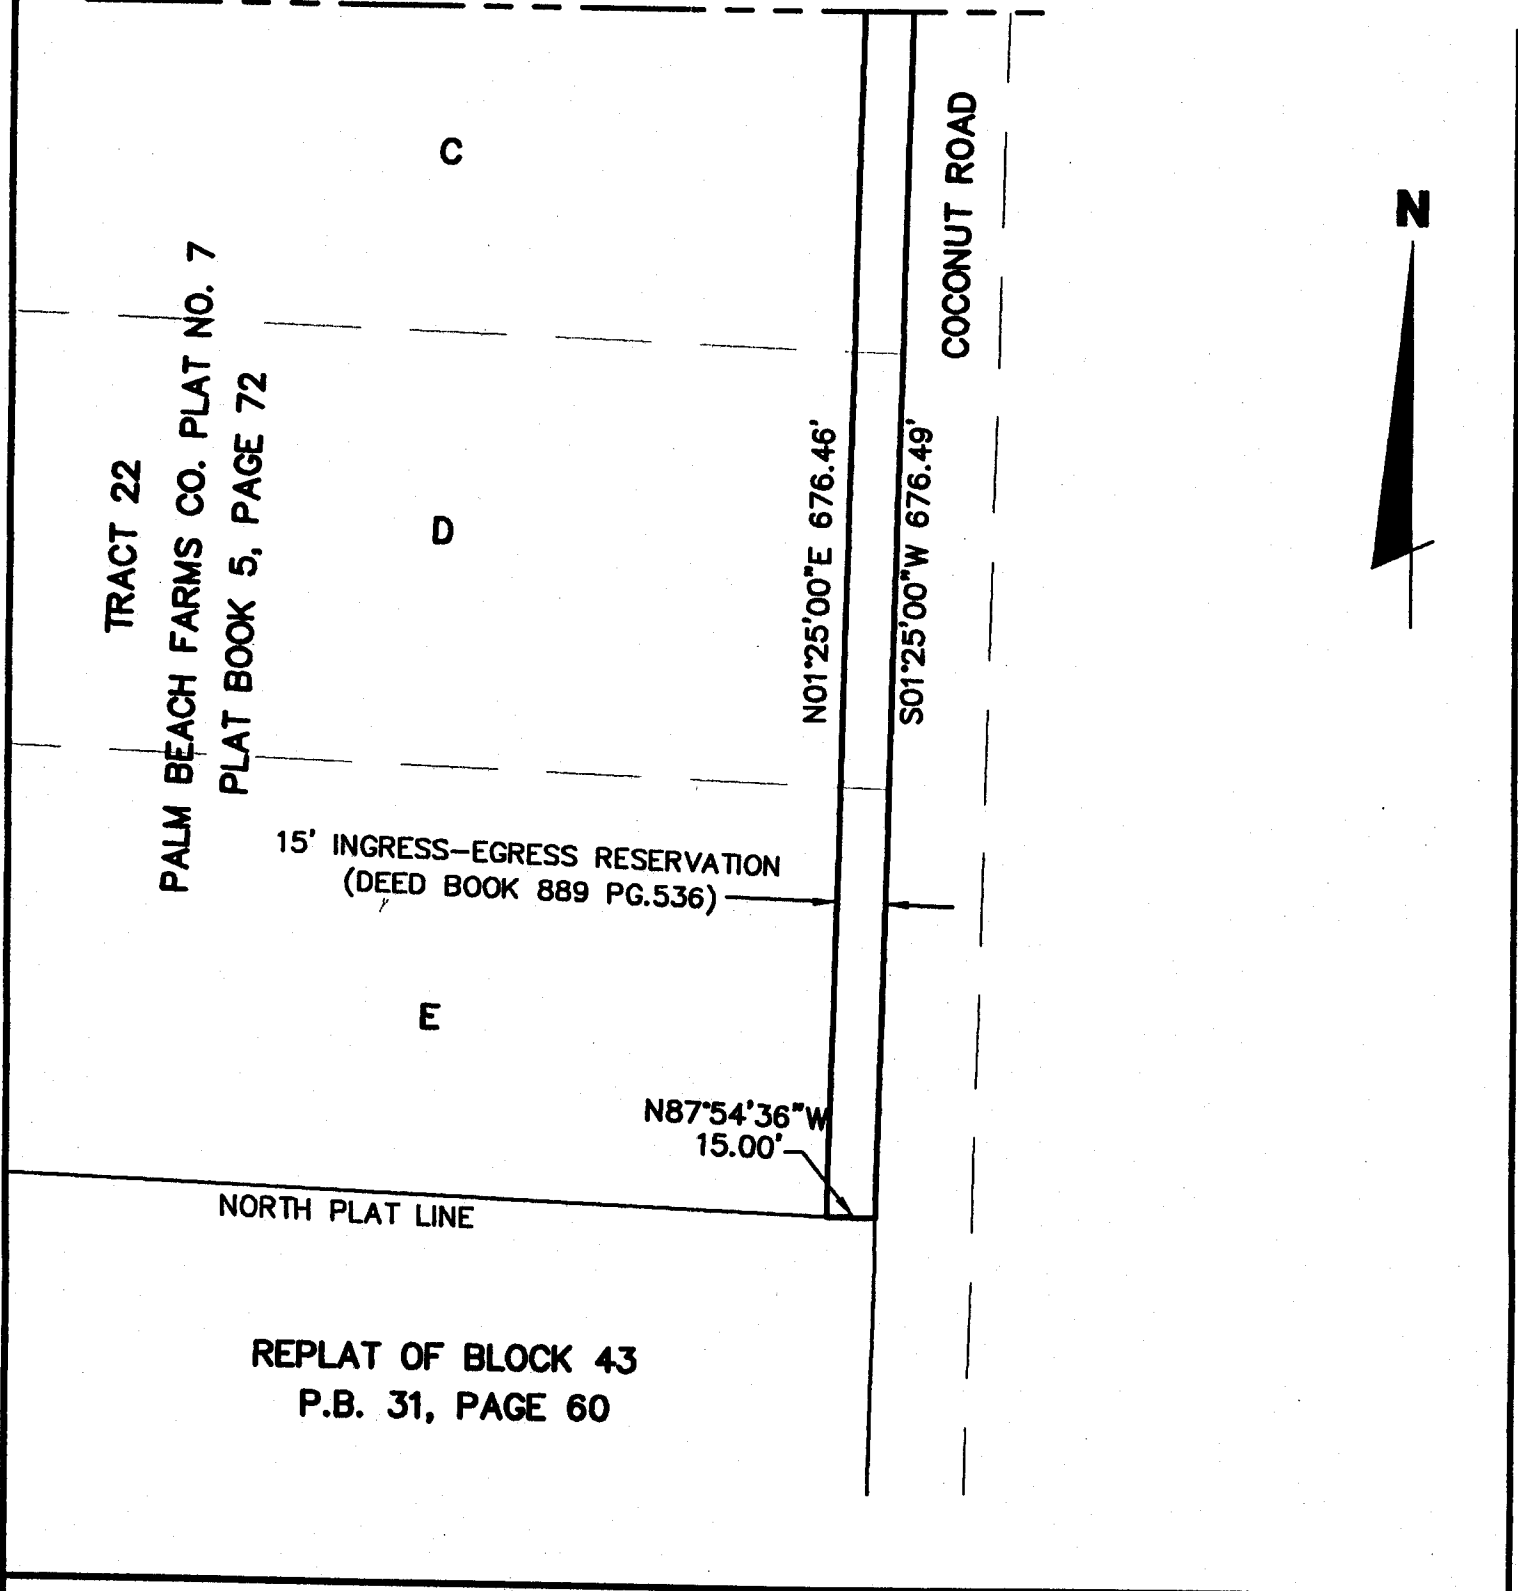 C
COCONUT ROAD
N
TRACT 22
PALM BEACH FARMS CO. PLAT NO. 7
PLAT BOOK 5, PAGE 72
D
N01°25'00"E 676.46'
S01°25'00"W 676.49'
15' INGRESS-EGRESS RESERVATION
(DEED BOOK 889 PG.536)
E
N87°54'36"W
15.00'
NORTH PLAT LINE
REPLAT OF BLOCK 43
P.B. 31, PAGE 60